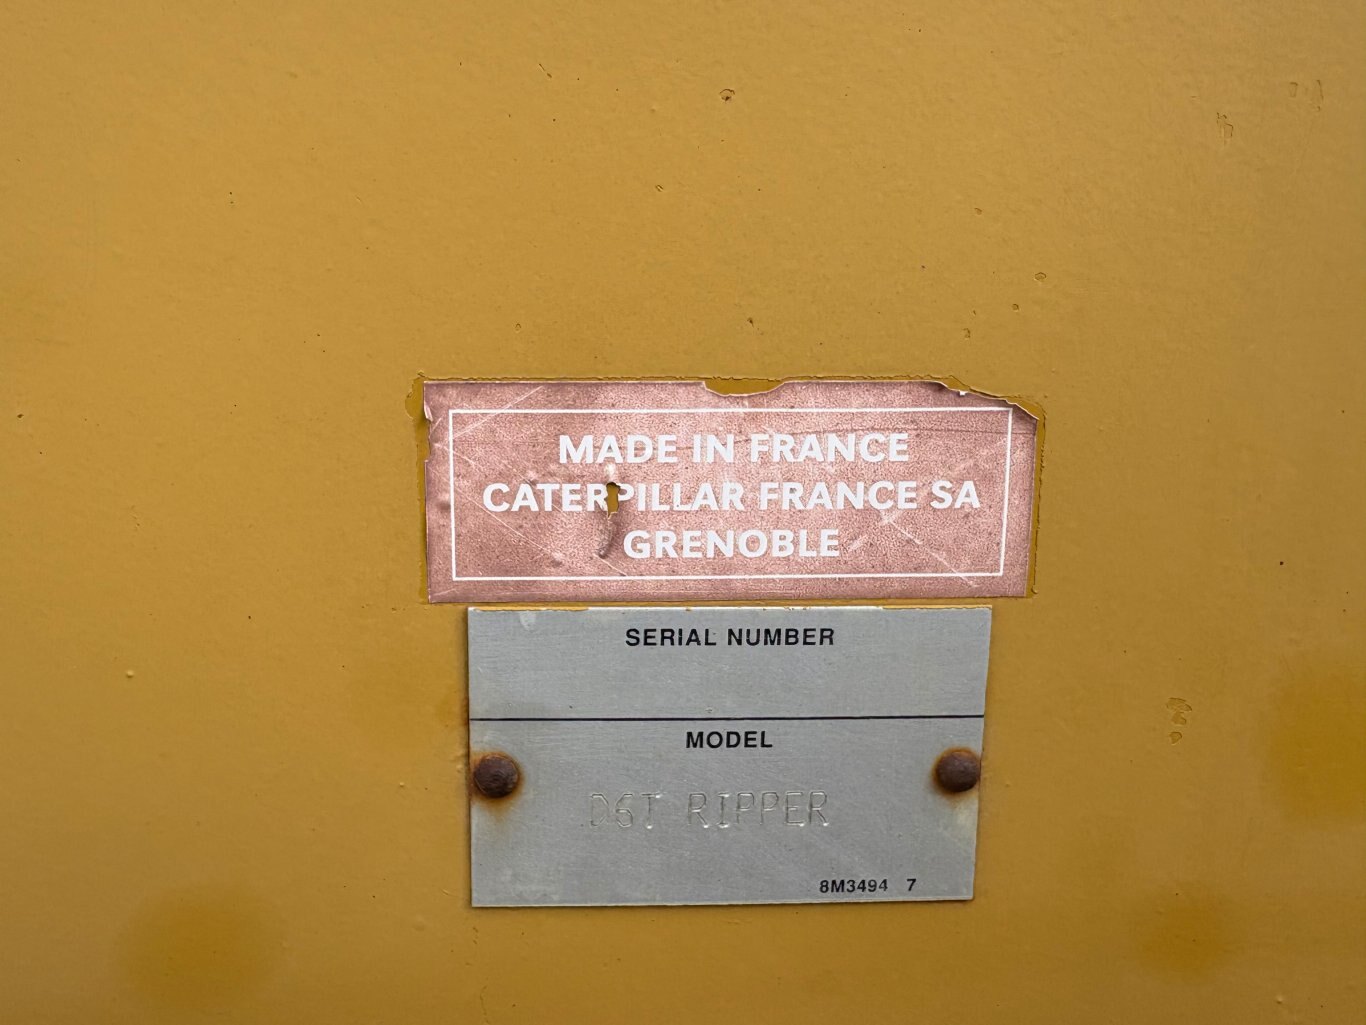 MADE IN FRANCE
CATERPILLAR FRANCE SA
GRENOBLE
SERIAL NUMBER
MODEL
D6T RIPPER
8M3494 7